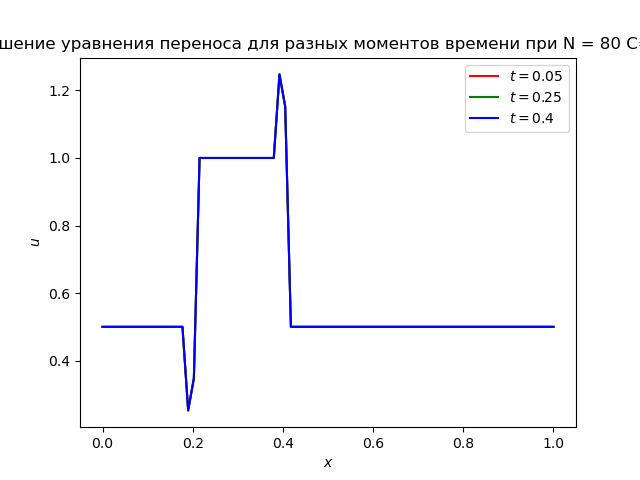 уравнения переноса для разных моментов времени при N = 80
t = 0.05
t = 0.25
t = 0.4
1.2
1.0
0.8
0.6
0.4
u
0.0 0.2 0.4 0.6 0.8 1.0
x